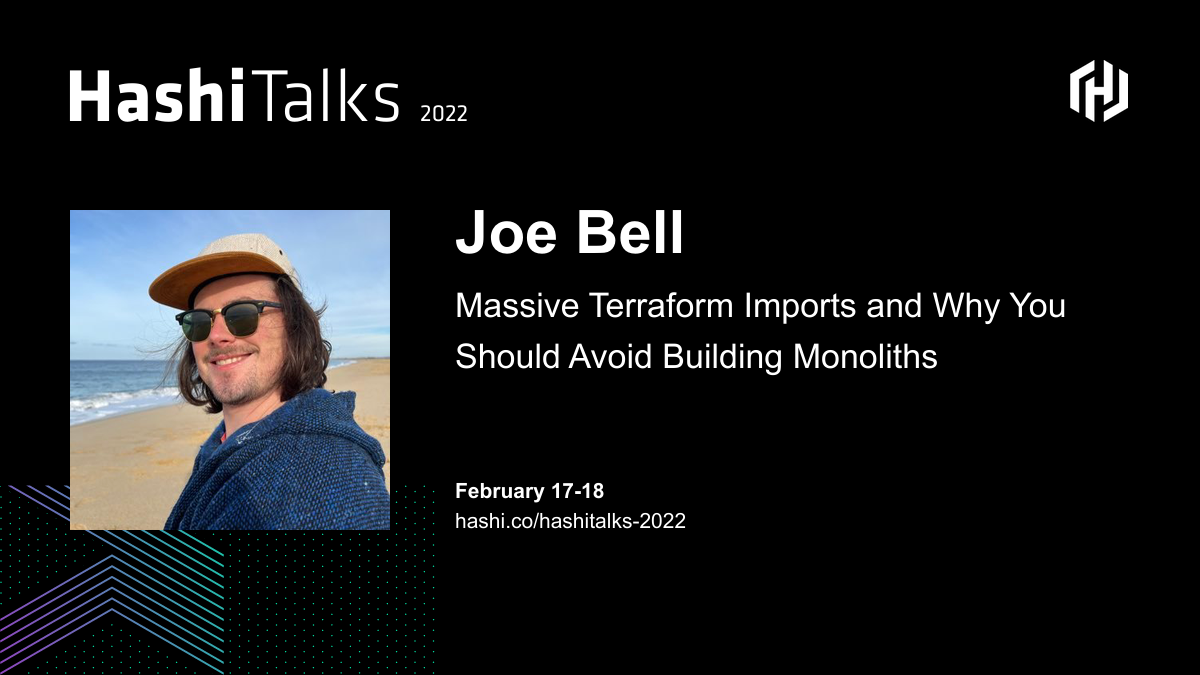 HashiTalks 2022
Joe Bell
Massive Terraform Imports and Why You
Should Avoid Building Monoliths
February 17-18
hashi.co/hashitalks-2022